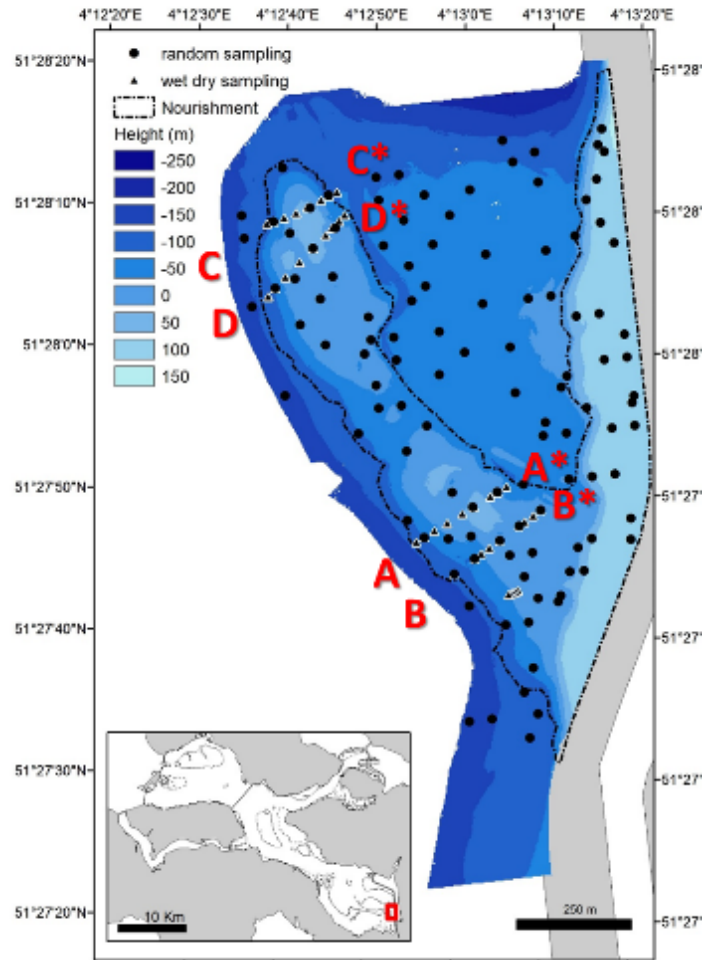 4°12'20"E 4°12'30"E 4°12'40"E 4°12'50"E 4°13'0"E 4°13'10"E 4°13'20"E
51°28'20"N
51°28'10"N
51°28'0"N
51°27'50"N
51°27'40"N
51°27'30"N
51°27'20"N
random sampling
wet dry sampling
Nourishment
Height (m)
-250
-200
-150
-100
-50
0
50
100
150
C*
D*
C
D
A*
B*
A
B
10 Km
250 m
51°28'
51°28'
51°28'
51°27'
51°27'
51°27'
51°27'